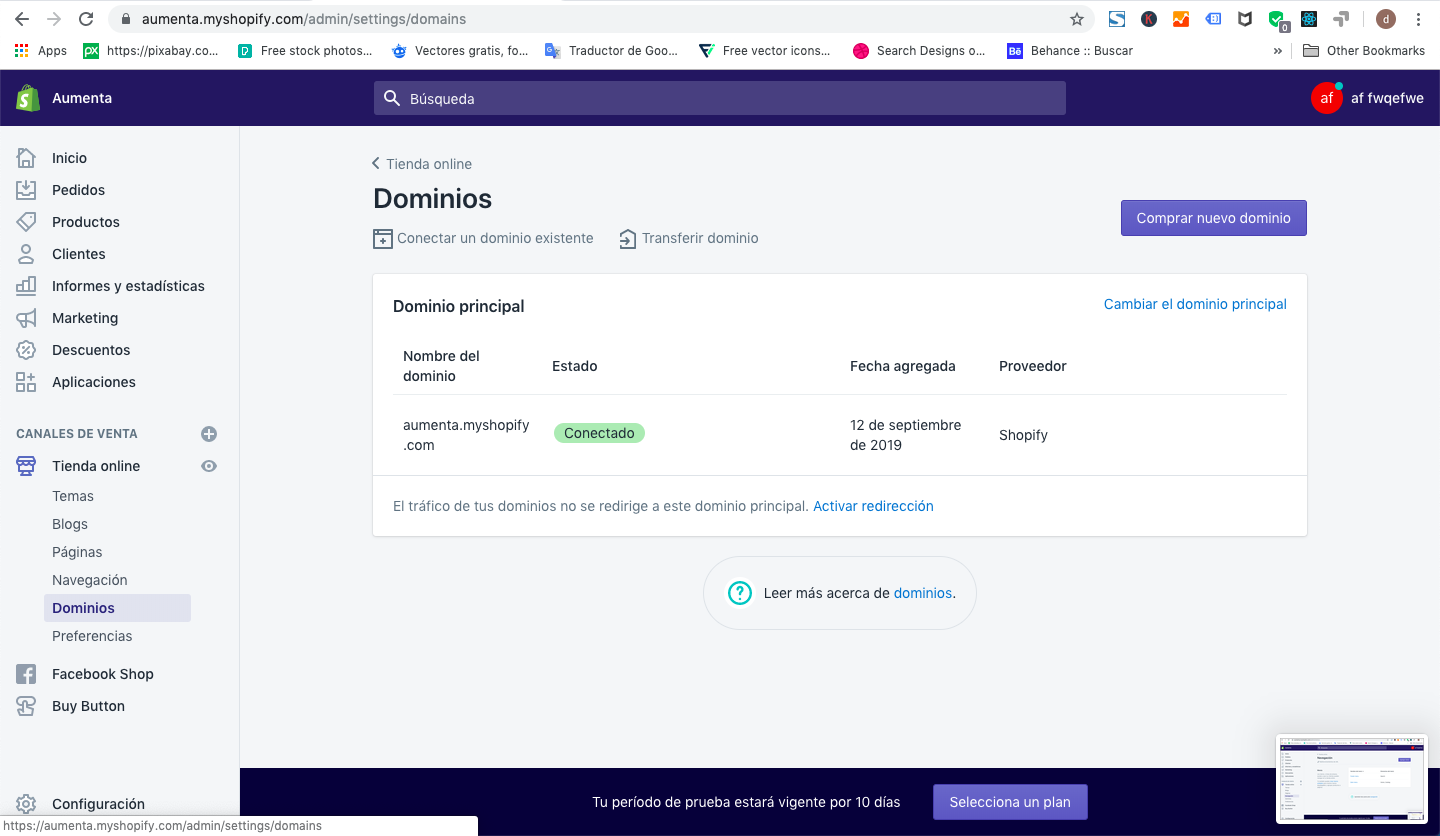 aumenta.myshopify.com/admin/settings/domains
0
d
Apps
https://pixabay.co...
Free stock photos...
Vectores gratis, fo...
Traductor de Goo...
Free vector icons...
Search Designs o...
Bē
Behance :: Buscar
»
Other Bookmarks
Aumenta
Búsqueda
af
af fwqefwe
Inicio
Pedidos
Productos
Clientes
Informes y estadísticas
Marketing
Descuentos
Aplicaciones
CANALES DE VENTA
Tienda online
Temas
Blogs
Páginas
Navegación
Dominios
Preferencias
Facebook Shop
Buy Button
Configuración
Tienda online
Dominios
Conectar un dominio existente
Transferir dominio
Comprar nuevo dominio
Dominio principal
Cambiar el dominio principal
Nombre del
dominio
Estado
Fecha agregada
Proveedor
aumenta.myshopify
.com
Conectado
12 de septiembre
de 2019
Shopify
El tráfico de tus dominios no se redirige a este dominio principal. Activar redirección
Leer más acerca de dominios.
Tu período de prueba estará vigente por 10 días
Selecciona un plan
https://aumenta.myshopify.com/admin/settings/domains